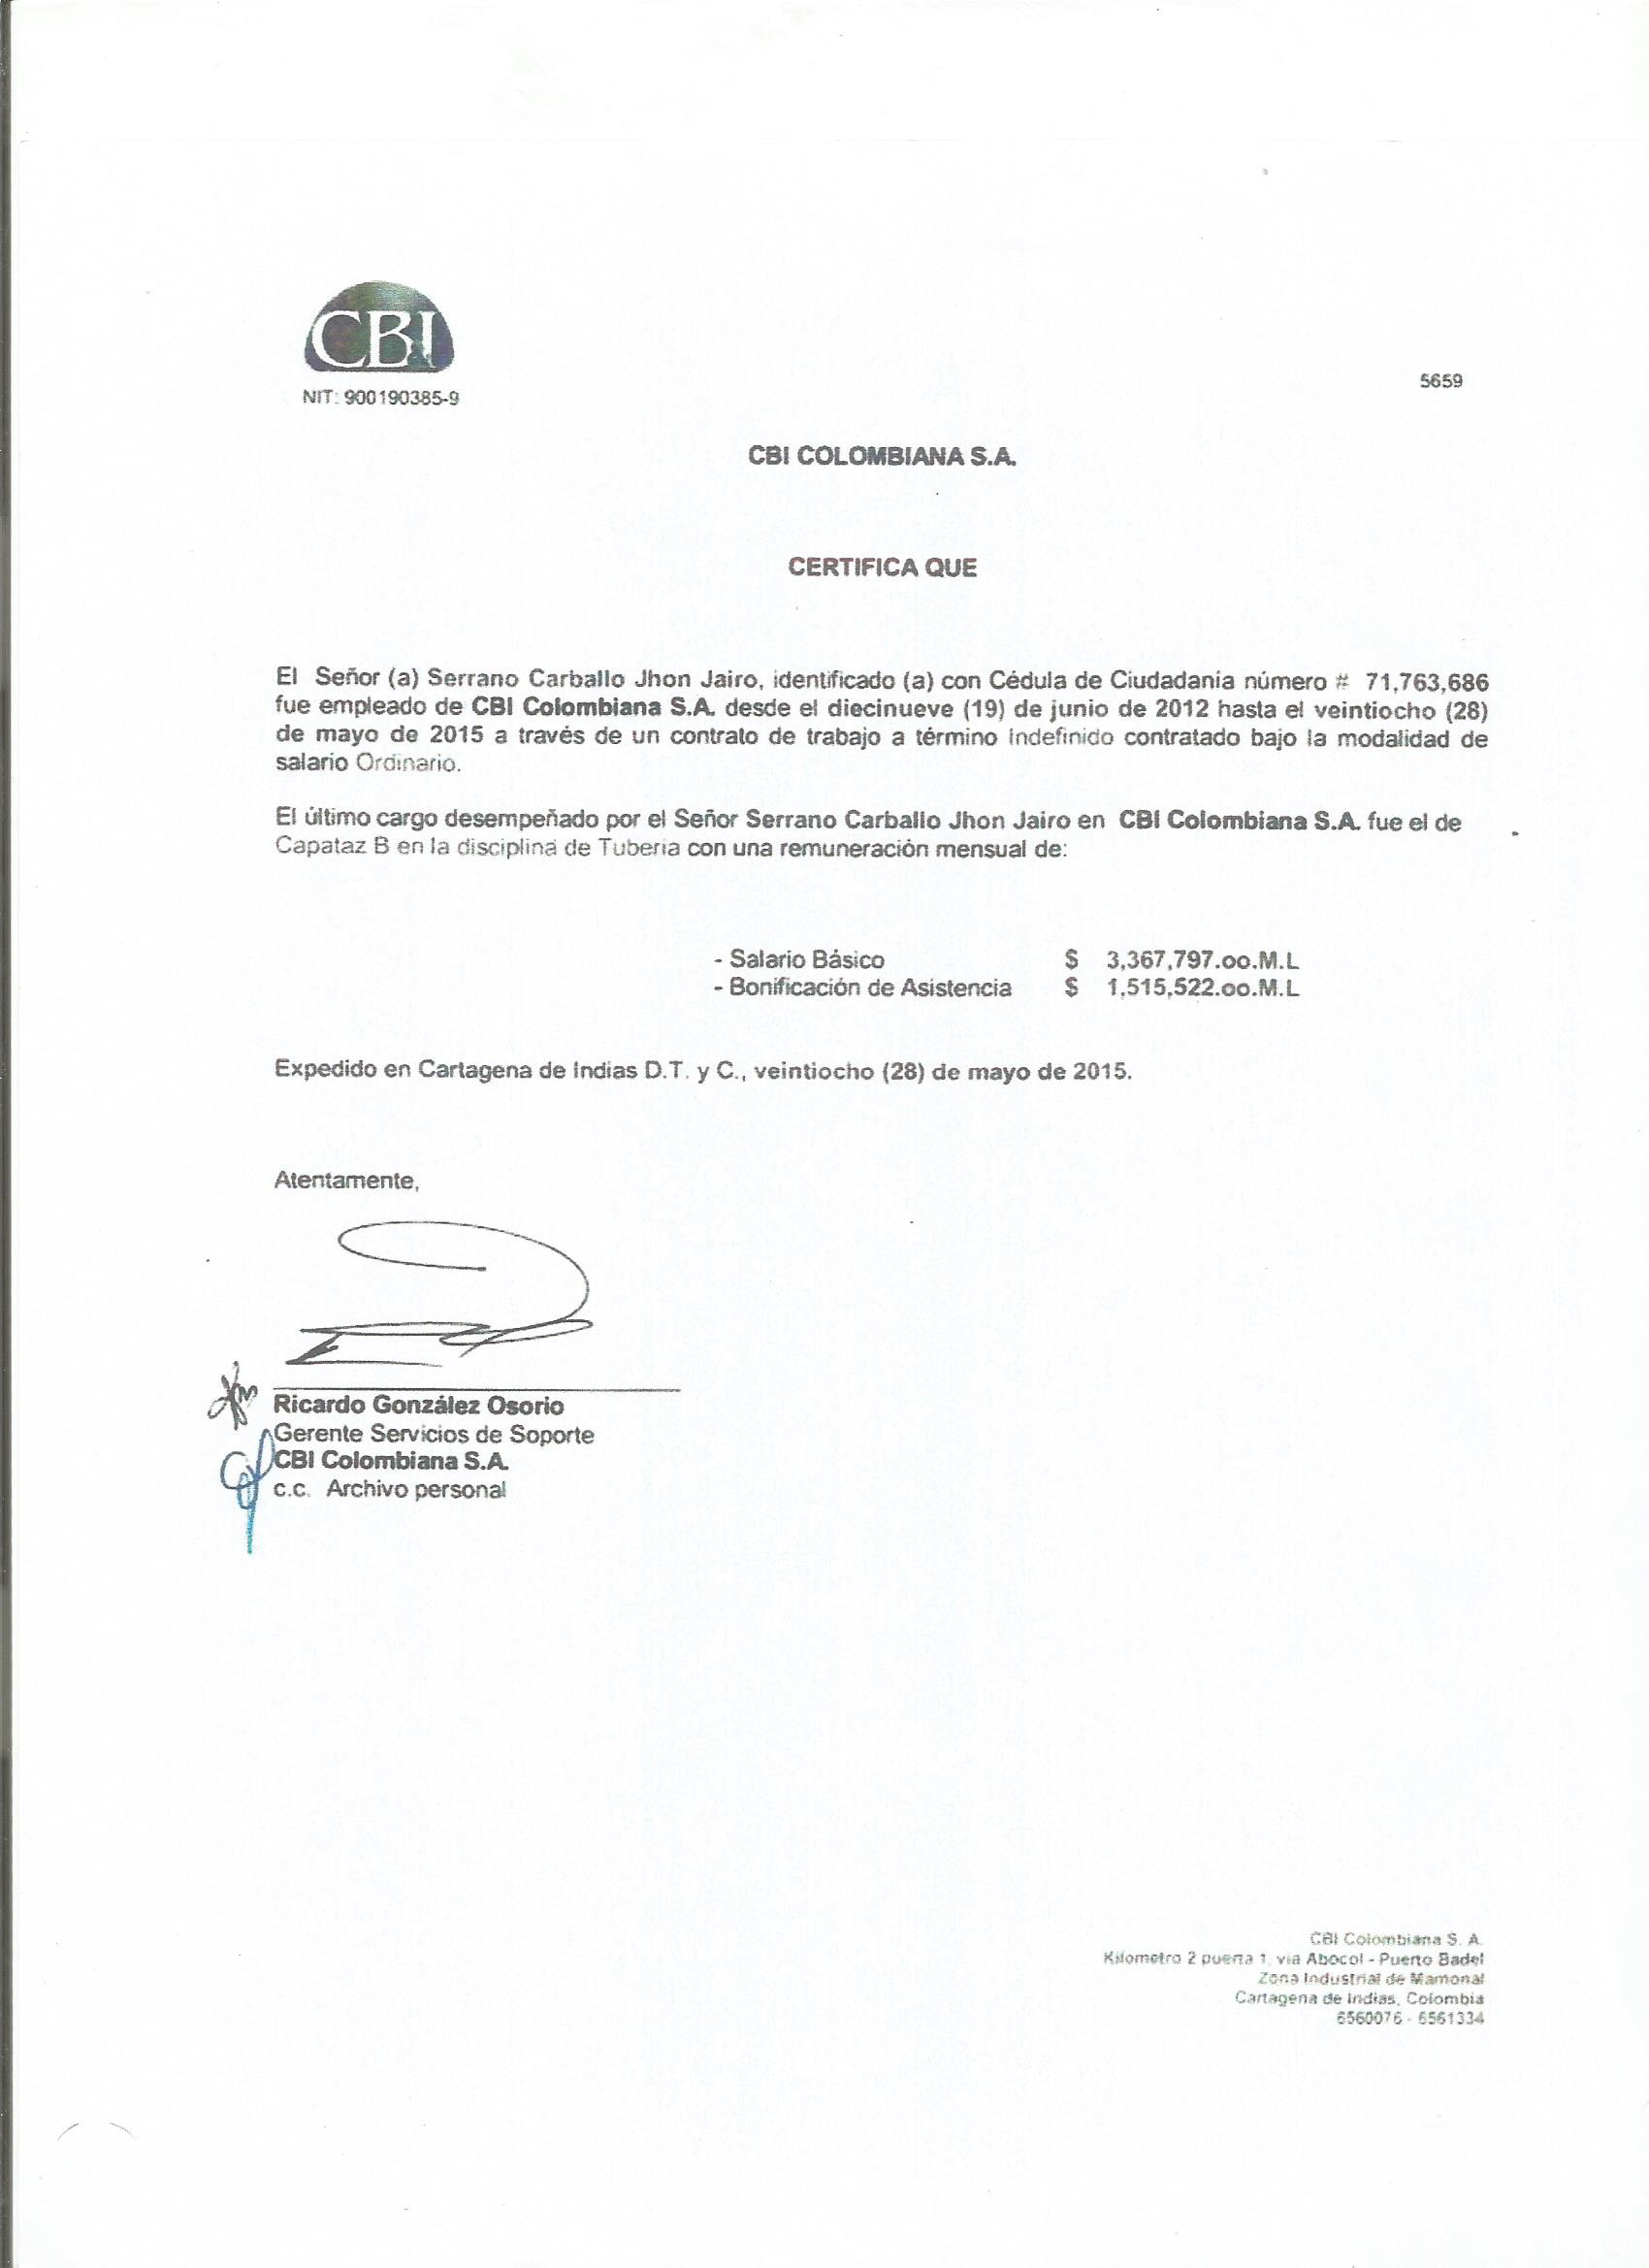 CBI
NIT: 900190385-9
5659
CBI COLOMBIANA S.A.
CERTIFICA QUE
El Señor (a) Serrano Carballo Jhon Jairo, identificado (a) con Cédula de Ciudadanía número # 71,763,686
fue empleado de CBI Colombiana S.A. desde el diecinueve (19) de junio de 2012 hasta el veintiocho (28)
de mayo de 2015 a través de un contrato de trabajo a término Indefinido contratado bajo la modalidad de
salario Ordinario.
El último cargo desempeñado por el Señor Serrano Carballo Jhon Jairo en CBI Colombiana S.A. fue el de
Capataz B en la disciplina de Tuberia con una remuneración mensual de:
- Salario Básico $ 3,367,797.oo.M.L
- Bonificación de Asistencia $ 1,515,522.oo.M.L
Expedido en Cartagena de Indias D.T. y C., veintiocho (28) de mayo de 2015.
Atentamente,
Ricardo González Osorio
Gerente Servicios de Soporte
CBI Colombiana S.A.
c.c. Archivo personal
CBI Colombiana S. A.
Kilometro 2 puerta 1, via Abocol - Puerto Badel
Zona Industrial de Mamonal
Cartagena de Indias, Colombia
6560076 - 6561334